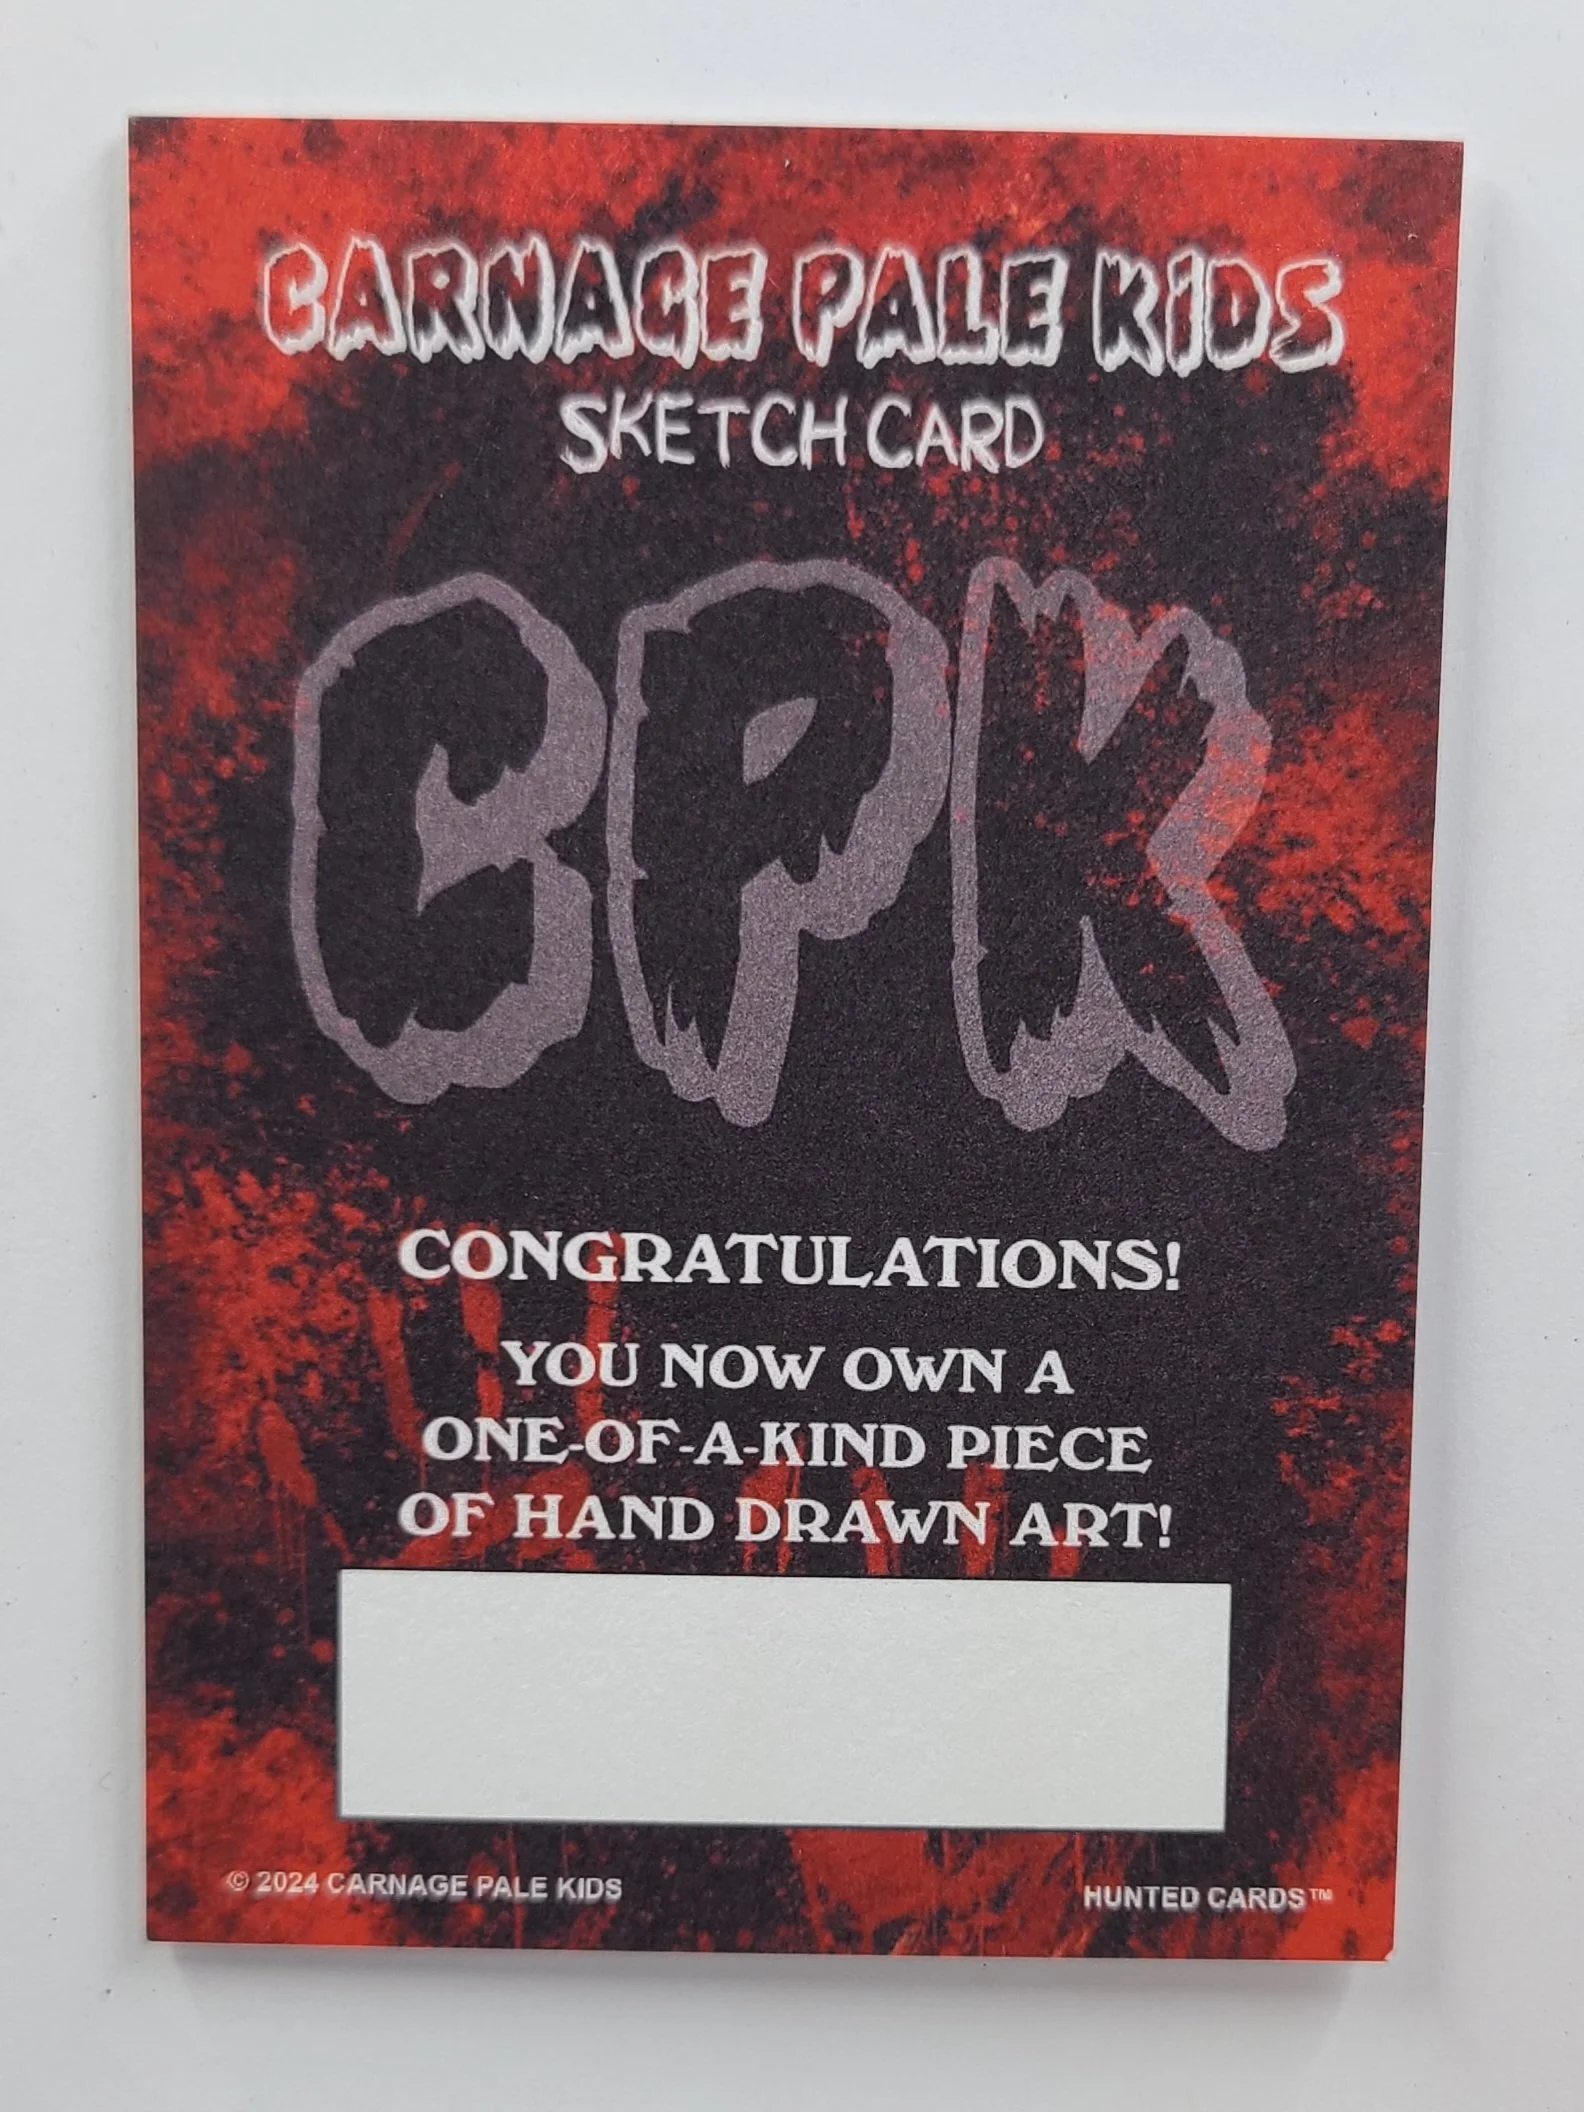 CARNAGE PALE KiDS
SKETCH CARD
CPK
CONGRATULATIONS!
YOU NOW OWN A
ONE-OF-A-KIND PIECE
OF HAND DRAWN ART!
© 2024 CARNAGE PALE KIDS
HUNTED CARDS™